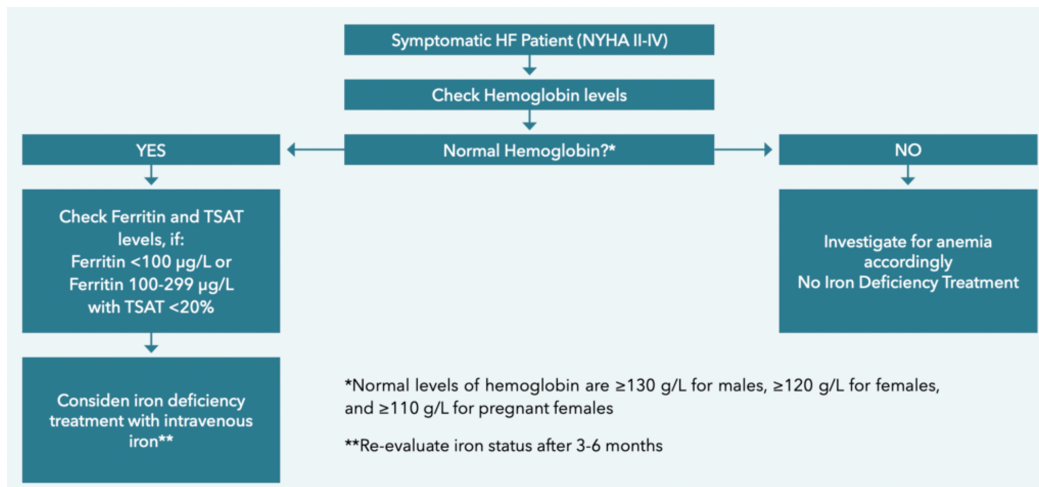 Symptomatic HF Patient (NYHA II-IV)
Check Hemoglobin levels
YES
Normal Hemoglobin?*
NO
Check Ferritin and TSAT
levels, if:
Ferritin <100 µg/L or
Ferritin 100-299 µg/L
with TSAT <20%
Investigate for anemia
accordingly
No Iron Deficiency Treatment
Considen iron deficiency
treatment with intravenous
iron**
*Normal levels of hemoglobin are ≥130 g/L for males, ≥120 g/L for females,
and ≥110 g/L for pregnant females
**Re-evaluate iron status after 3-6 months